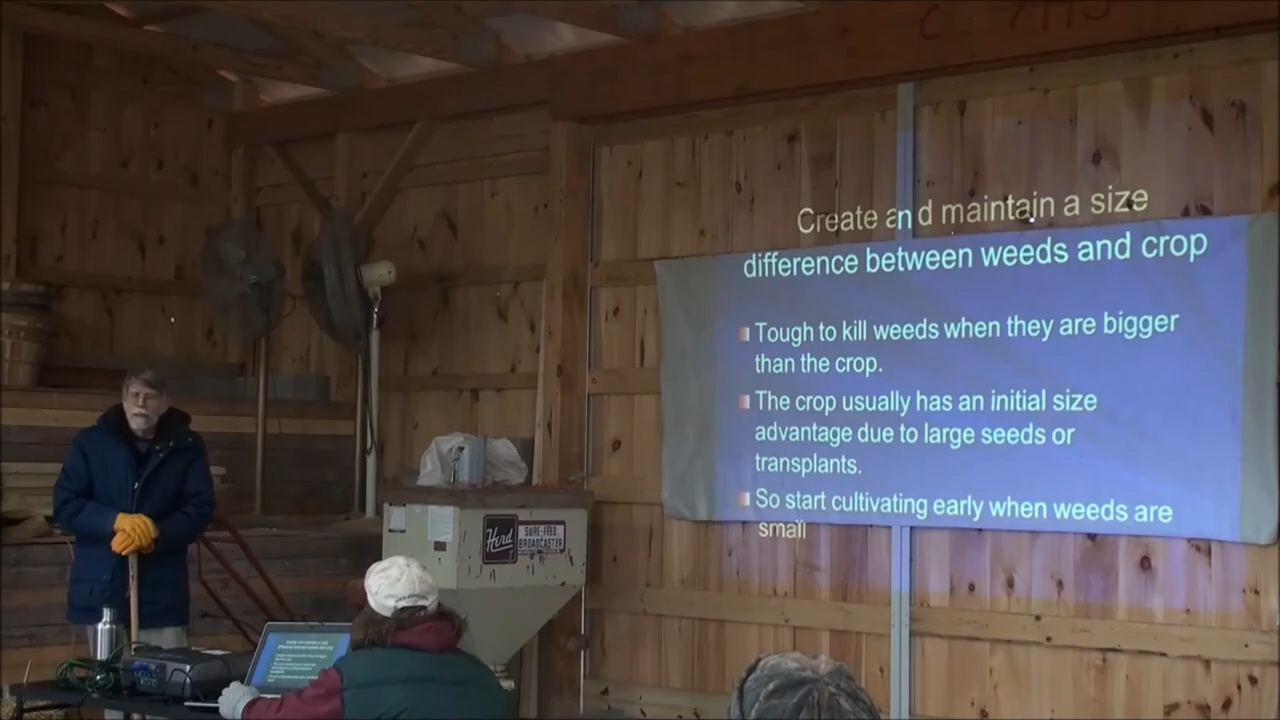 Create and maintain a size
difference between weeds and crop
Tough to kill weeds when they are bigger
than the crop.
The crop usually has an initial size
advantage due to large seeds or
transplants.
So start cultivating early when weeds are
small
Herd
SURE-FEED
BROADCASTER